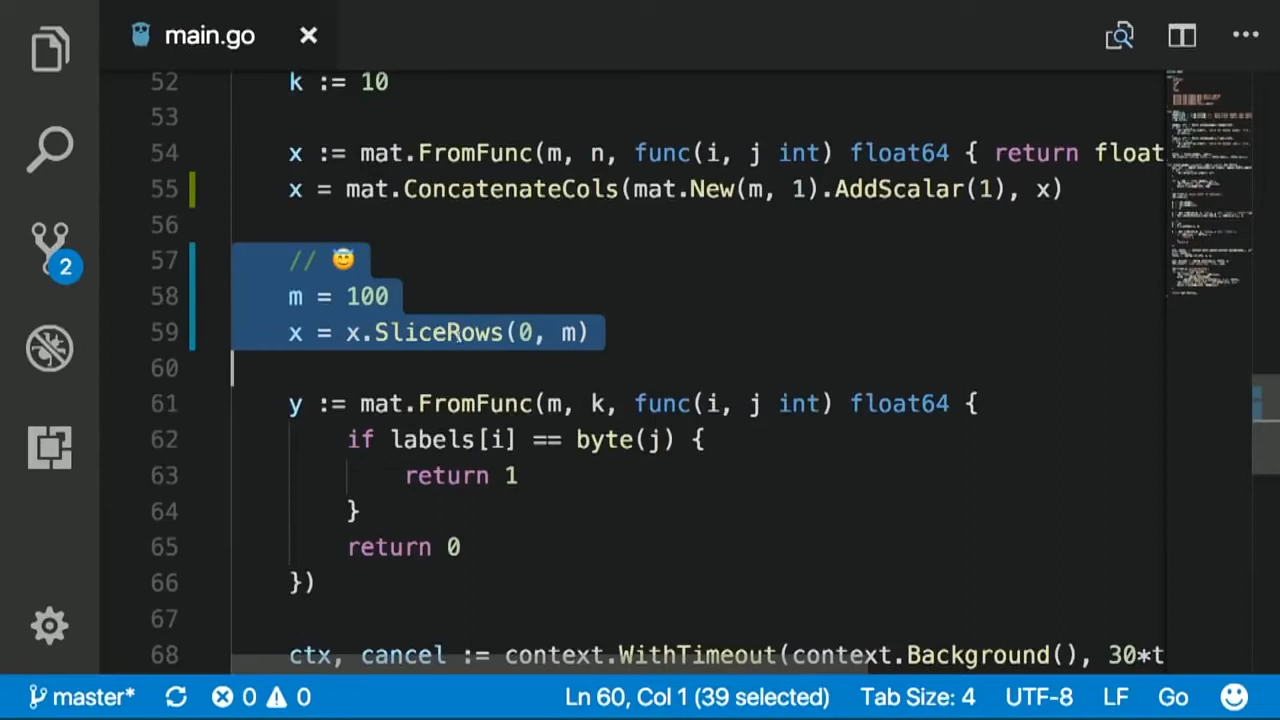 main.go
52 k := 10
53
54 x := mat.FromFunc(m, n, func(i, j int) float64 { return float
55 x = mat.ConcatenateCols(mat.New(m, 1).AddScalar(1), x)
56
57 // 😇
58 m = 100
59 x = x.SliceRows(0, m)
60
61 y := mat.FromFunc(m, k, func(i, j int) float64 {
62 if labels[i] == byte(j) {
63 return 1
64 }
65 return 0
66 })
67
68 ctx, cancel := context.WithTimeout(context.Background(), 30*t
2
master* 0 0 Ln 60, Col 1 (39 selected) Tab Size: 4 UTF-8 LF Go